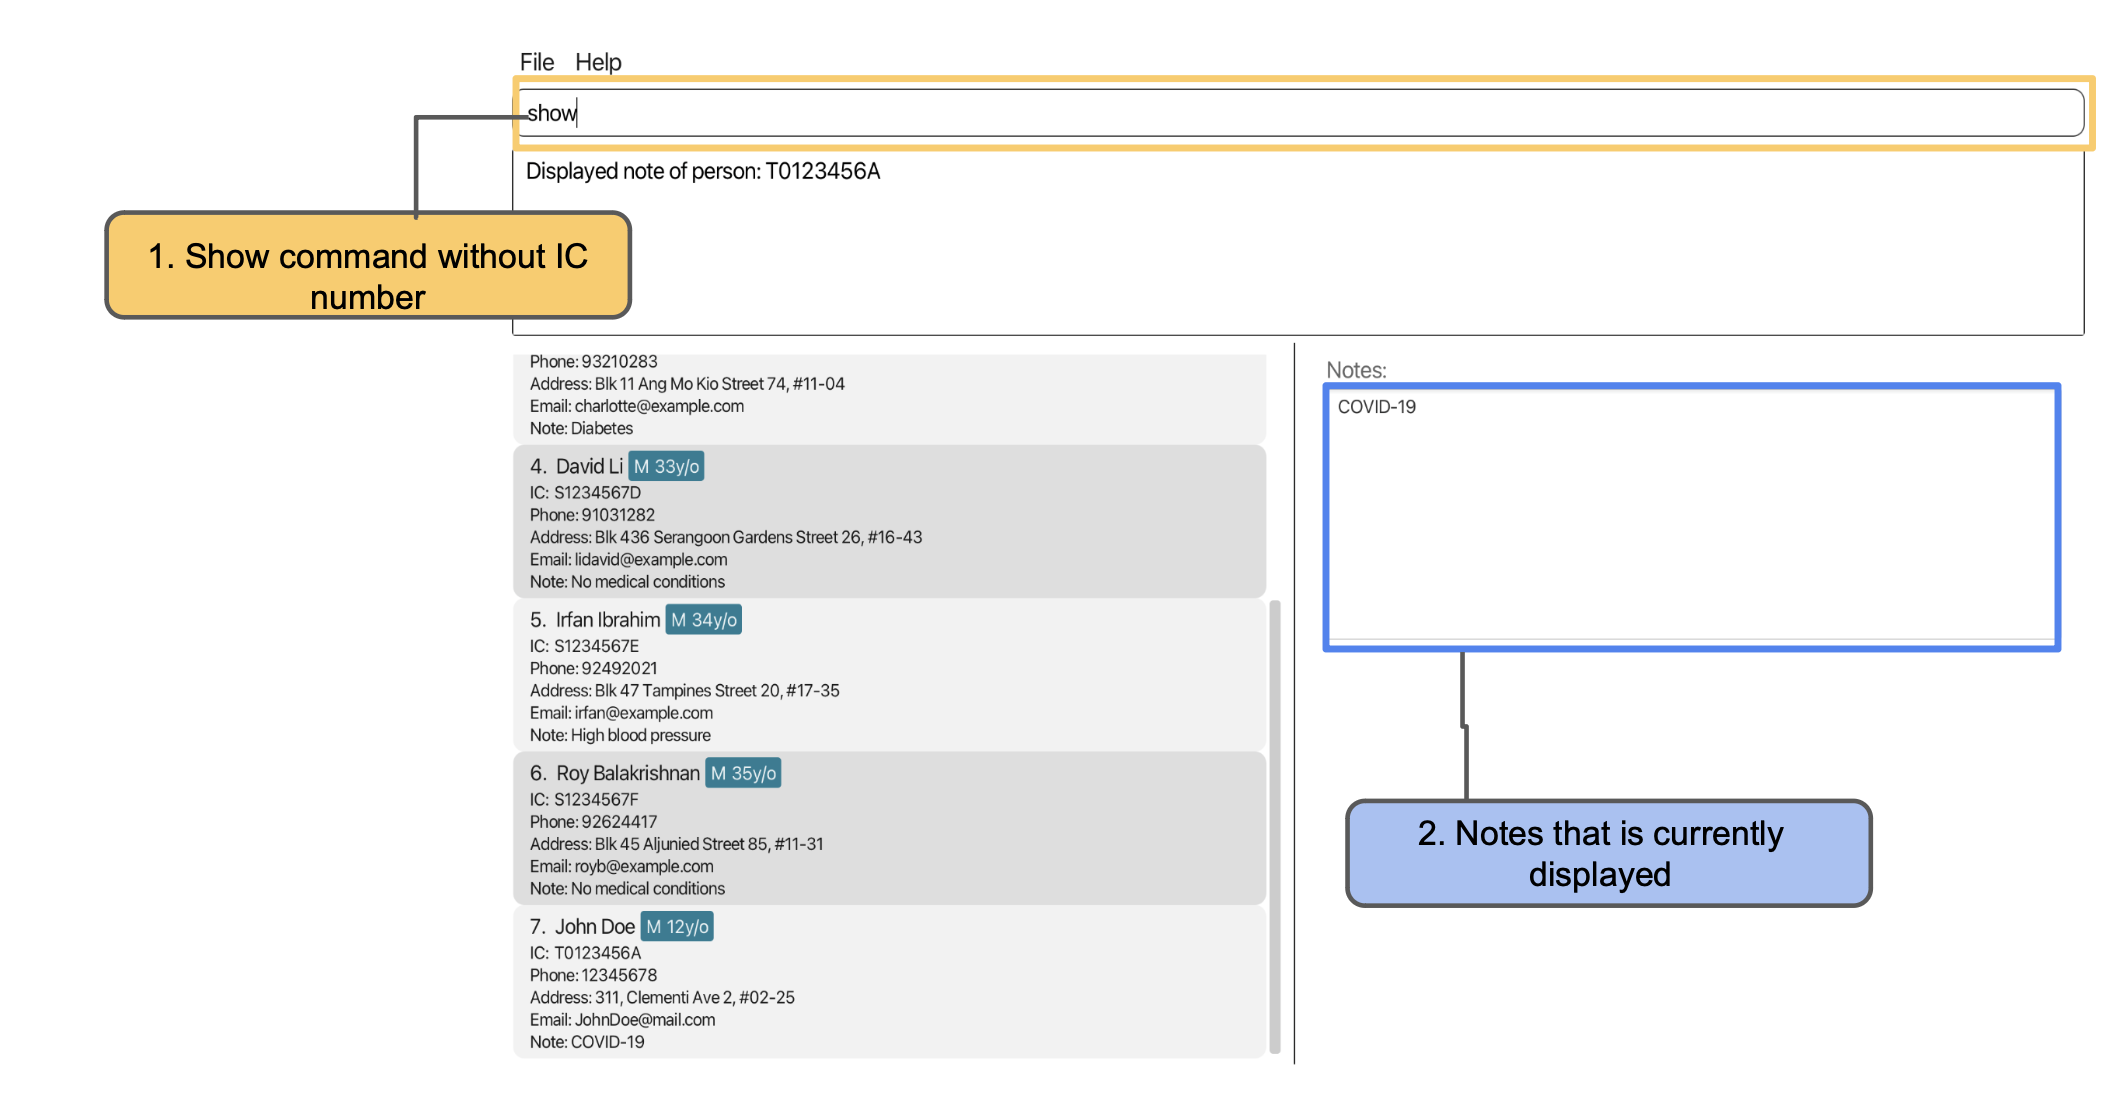 File Help
show
Displayed note of person: T0123456A
1. Show command without IC
number
Phone: 93210283
Address: Blk 11 Ang Mo Kio Street 74, #11-04
Email: charlotte@example.com
Note: Diabetes
4. David Li M 33y/o
IC: S1234567D
Phone: 91031282
Address: Blk 436 Serangoon Gardens Street 26, #16-43
Email: lidavid@example.com
Note: No medical conditions
5. Irfan Ibrahim M 34y/o
IC: S1234567E
Phone: 92492021
Address: Blk 47 Tampines Street 20, #17-35
Email: irfan@example.com
Note: High blood pressure
6. Roy Balakrishnan M 35y/o
IC: S1234567F
Phone: 92624417
Address: Blk 45 Aljunied Street 85, #11-31
Email: royb@example.com
Note: No medical conditions
7. John Doe M 12y/o
IC: T0123456A
Phone: 12345678
Address: 311, Clementi Ave 2, #02-25
Email: JohnDoe@mail.com
Note: COVID-19
Notes:
COVID-19
2. Notes that is currently
displayed